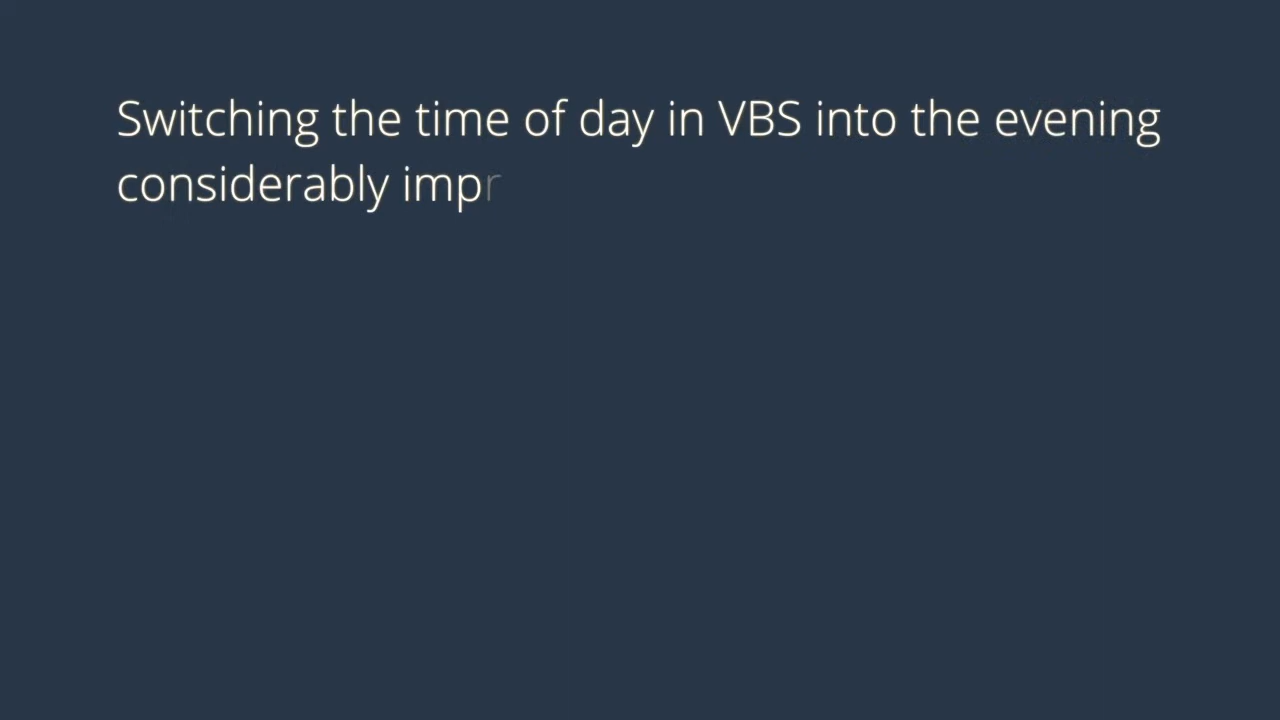 Switching the time of day in VBS into the evening
considerably impr